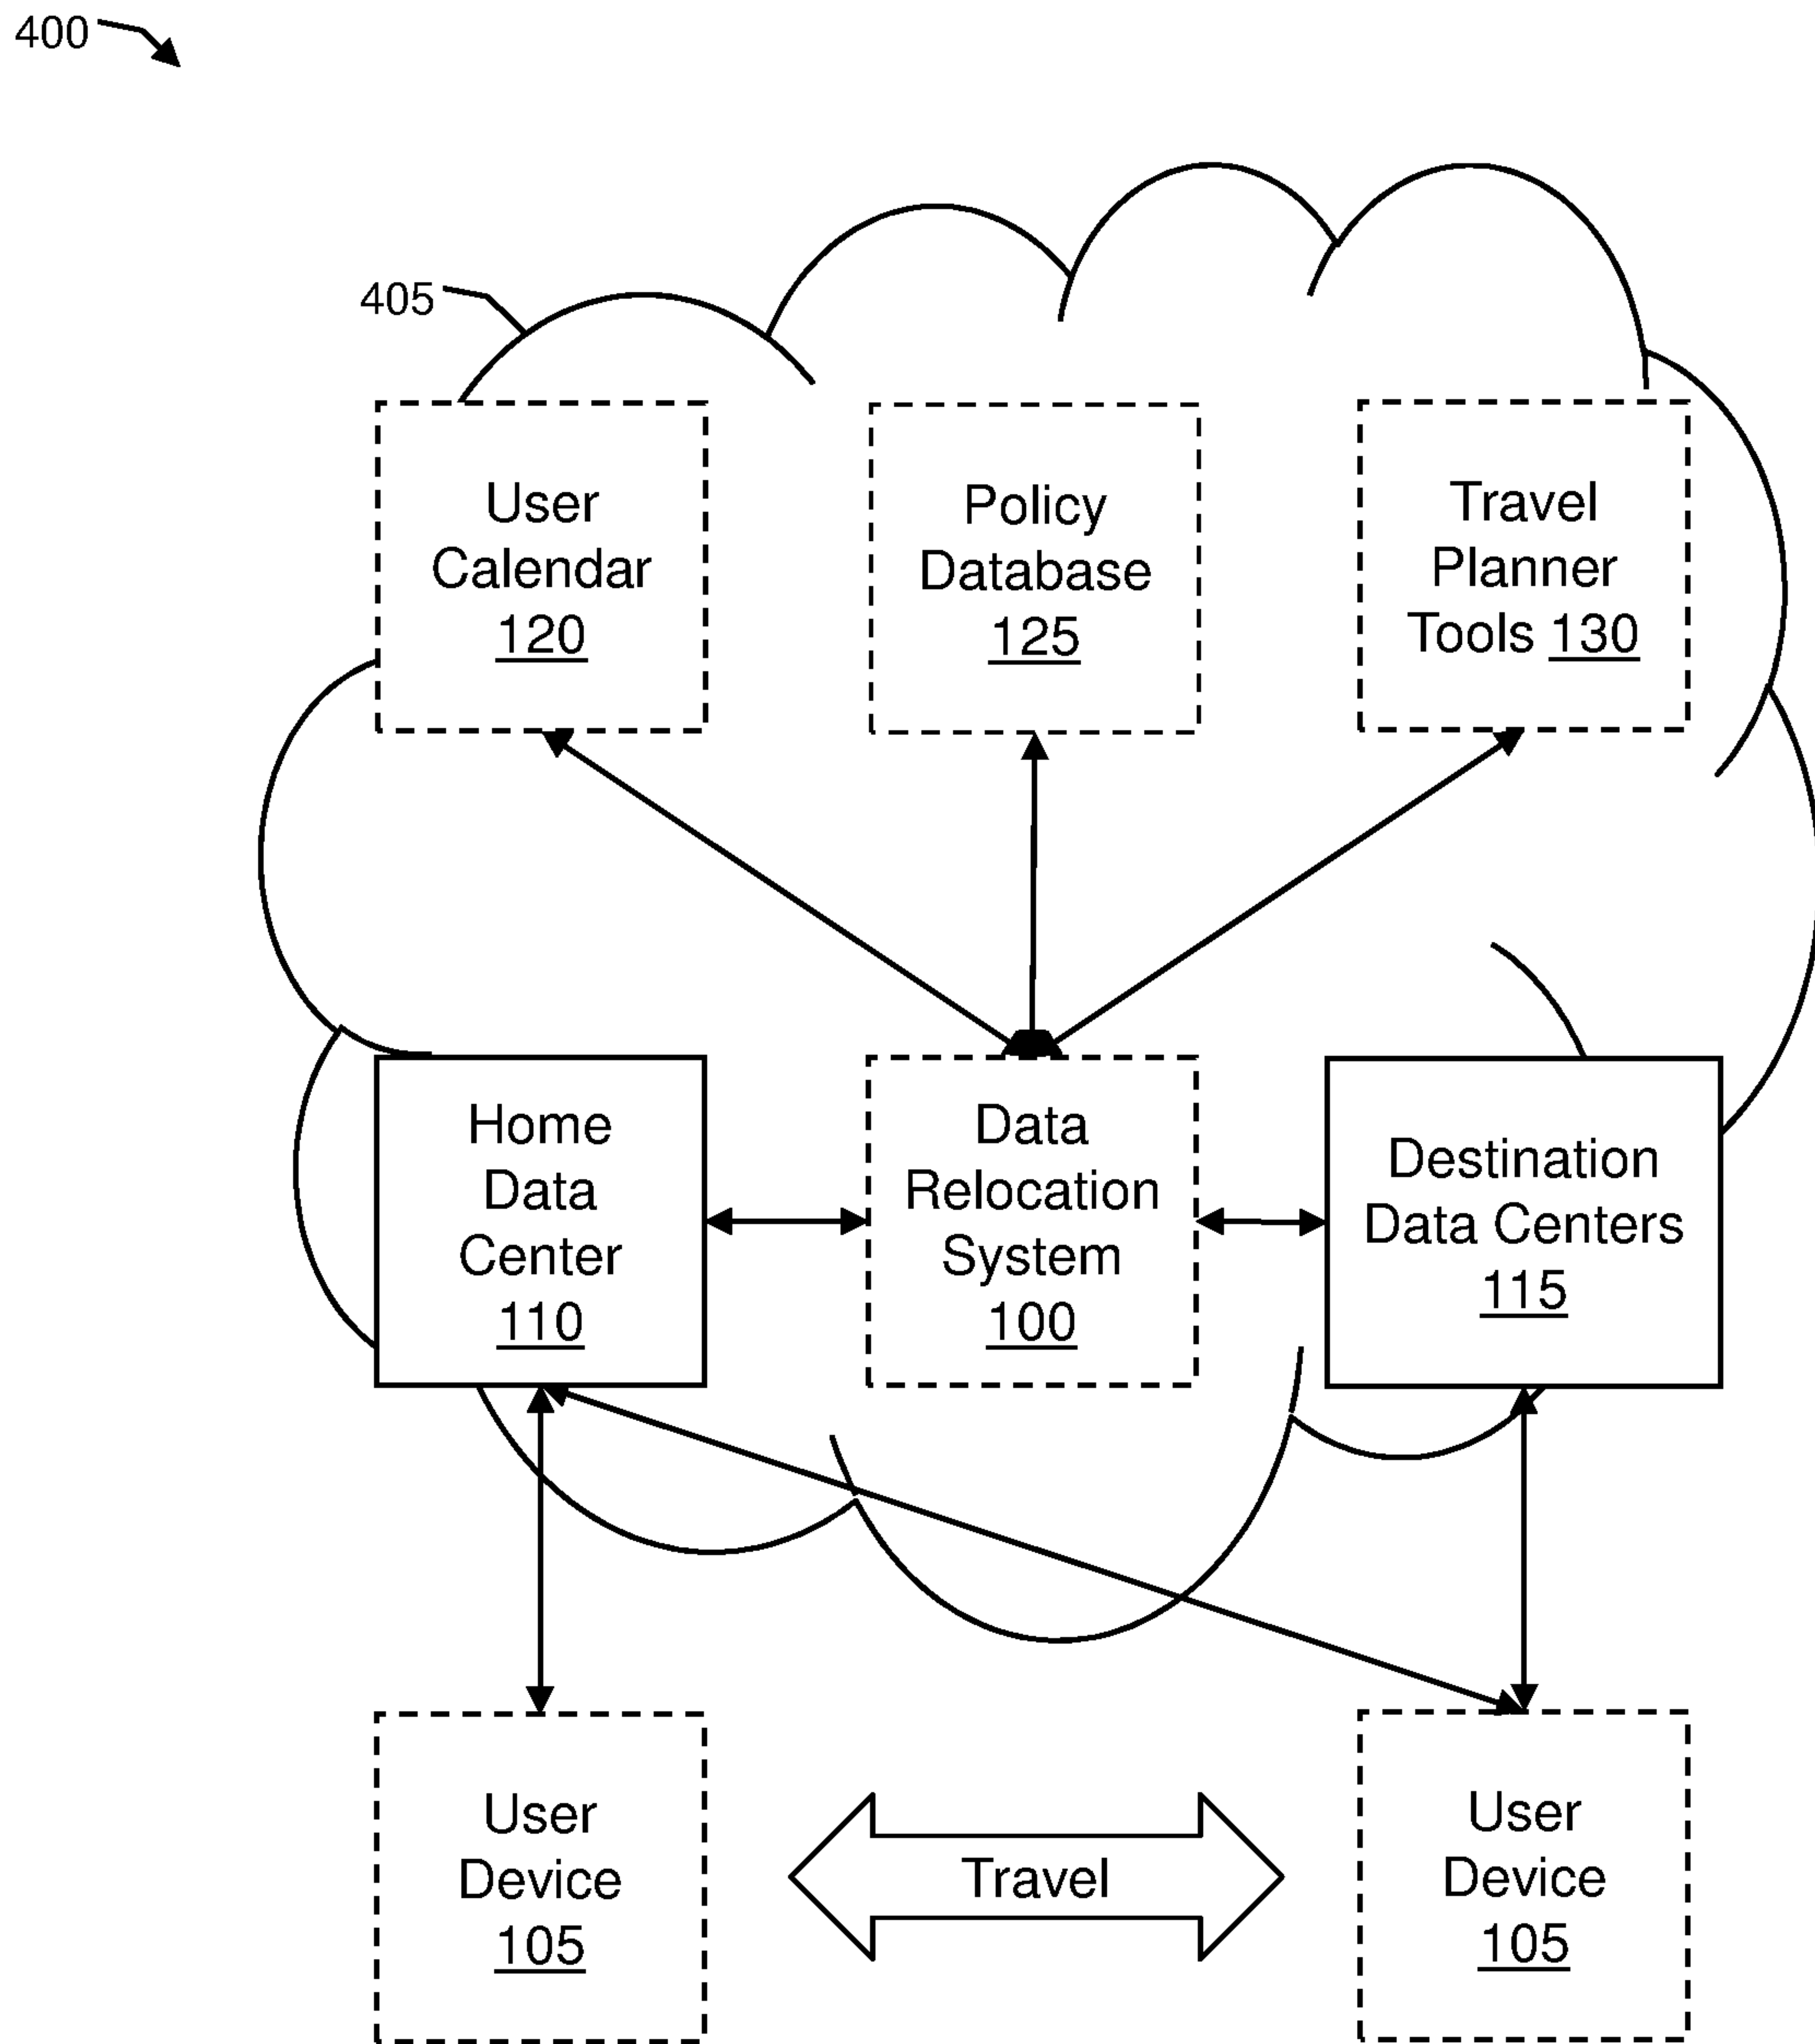 400
405
User
Calendar
120
Policy
Database
125
Travel
Planner
Tools 130
Home
Data
Center
110
Data
Relocation
System
100
Destination
Data Centers
115
User
Device
105
Travel
User
Device
105